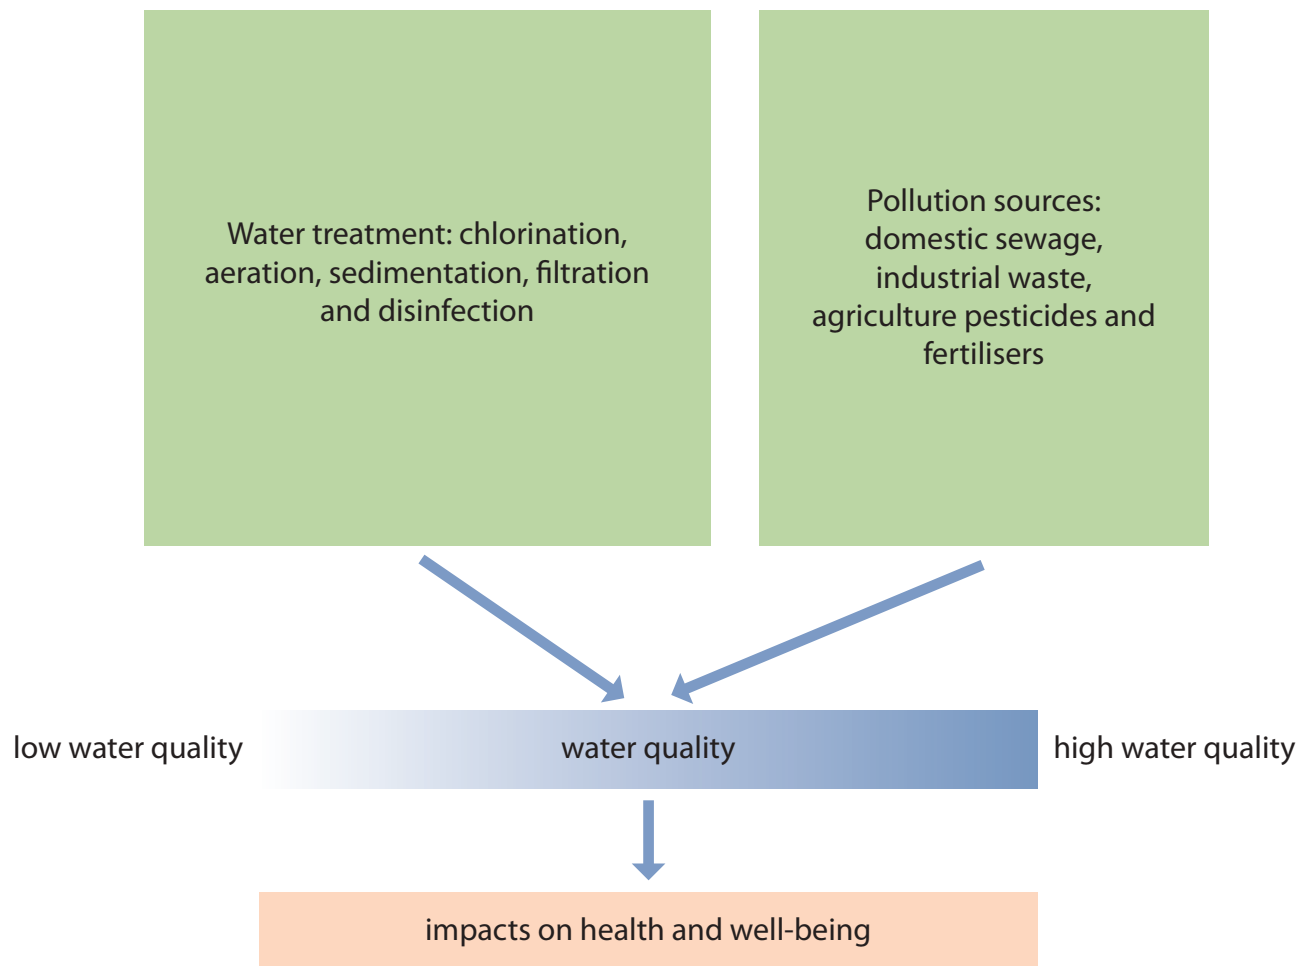 Water treatment: chlorination,
aeration, sedimentation, filtration
and disinfection
Pollution sources:
domestic sewage,
industrial waste,
agriculture pesticides and
fertilisers
low water quality
water quality
high water quality
impacts on health and well-being